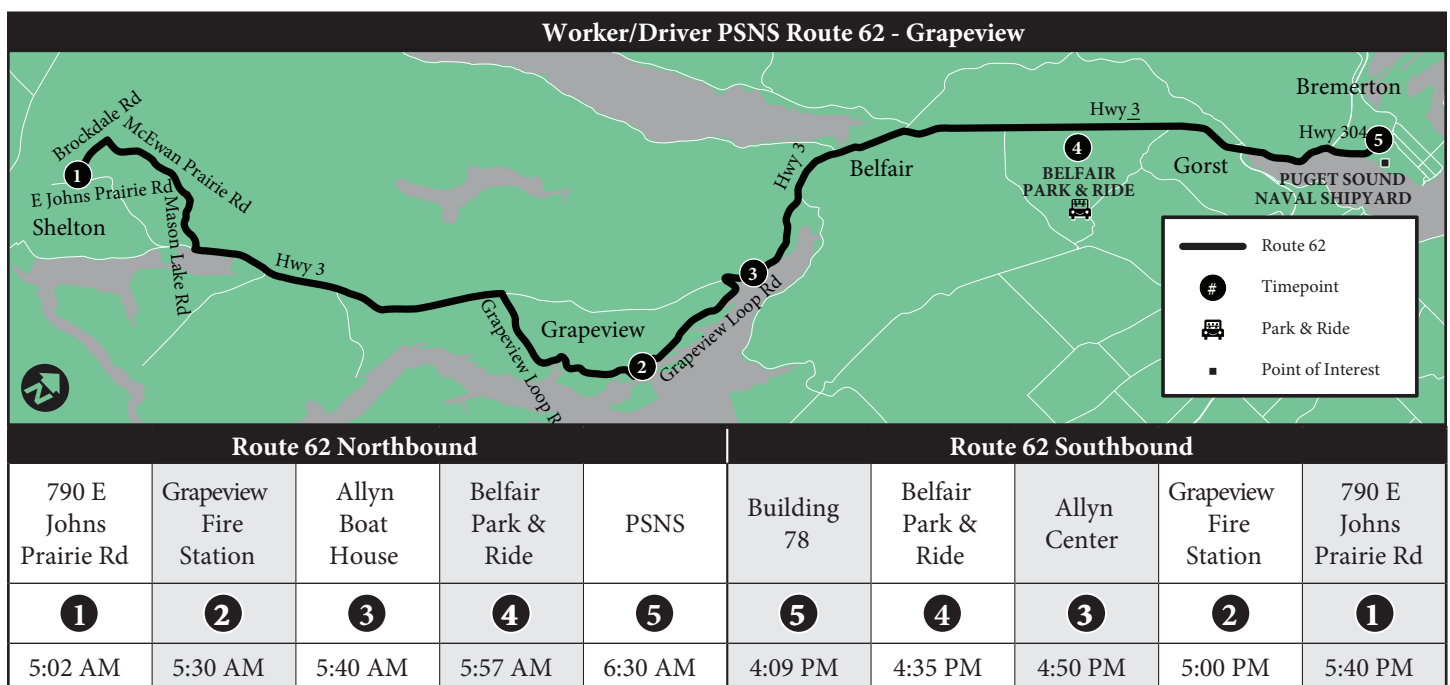 Worker/Driver PSNS Route 62 - Grapeview
Bremerton
Hwy 3
Hwy 304
5
Brockdale Rd
McEwan Prairie Rd
1
E Johns Prairie Rd
Shelton
Mason Lake Rd
Hwy 3
Hwy 3
Belfair
4
BELFAIR
PARK & RIDE
Gorst
PUGET SOUND
NAVAL SHIPYARD
3
Grapeview Loop Rd
Grapeview
2
Grapeview Loop R
N
Route 62
# Timepoint
Park & Ride
Point of Interest
Route 62 Northbound
Route 62 Southbound
790 E
Johns
Prairie Rd
Grapeview
Fire
Station
Allyn
Boat
House
Belfair
Park &
Ride
PSNS
Building
78
Belfair
Park &
Ride
Allyn
Center
Grapeview
Fire
Station
790 E
Johns
Prairie Rd
1 2 3 4 5 5 4 3 2 1
5:02 AM 5:30 AM 5:40 AM 5:57 AM 6:30 AM 4:09 PM 4:35 PM 4:50 PM 5:00 PM 5:40 PM